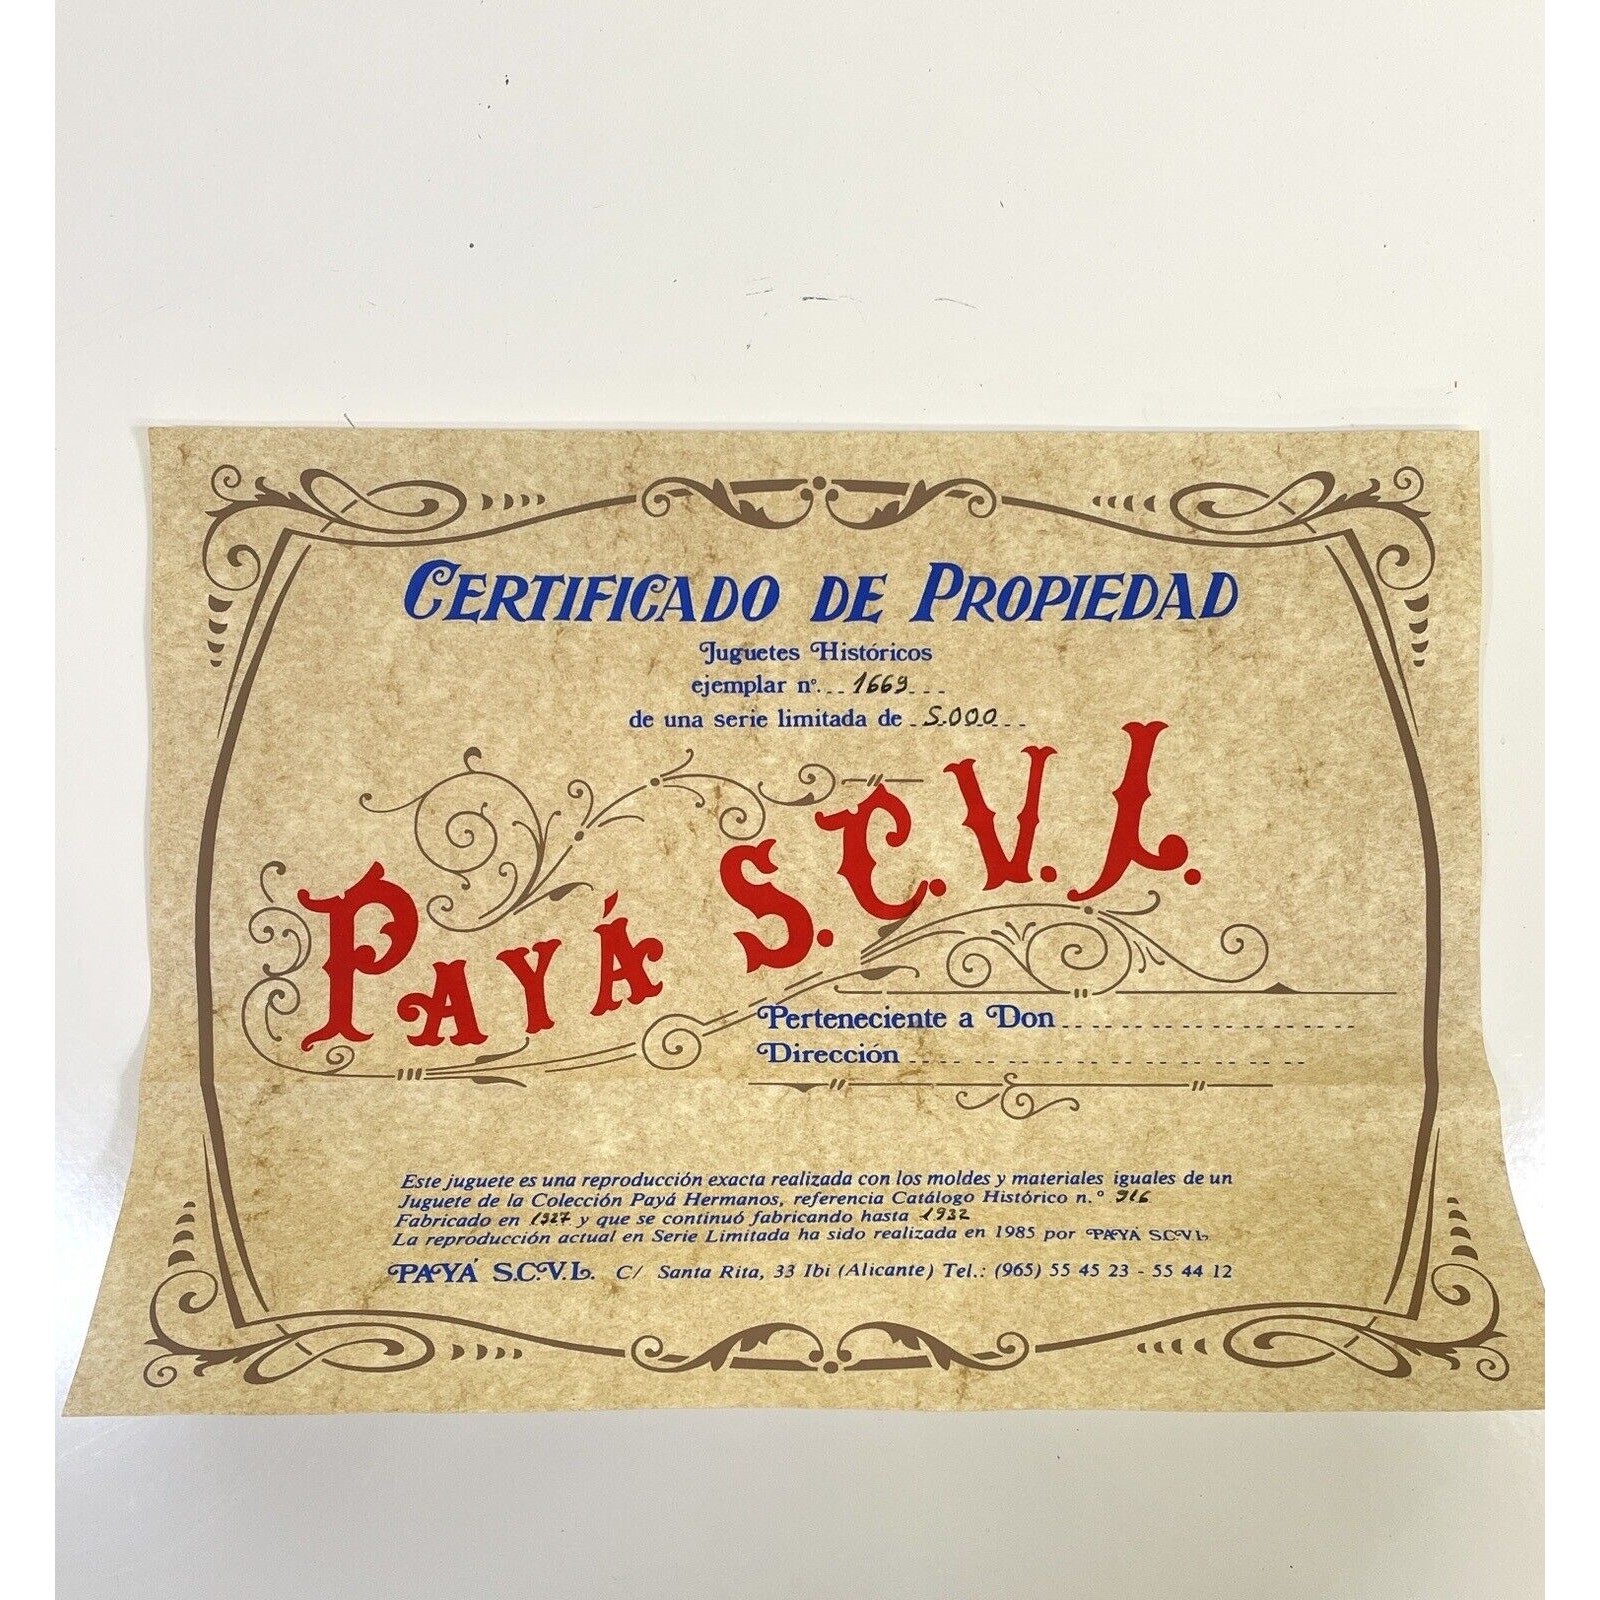 CERTIFICADO DE PROPIEDAD
Juguetes Históricos
ejemplar nº. 1669
de una serie limitada de 5.000
PAYÁ S.C.V.L.
Perteneciente a Don
Dirección
Este juguete es una reproducción exacta realizada con los moldes y materiales iguales de un
Juguete de la Colección Payá Hermanos, referencia Catálogo Histórico n.º 916
Fabricado en 1927 y que se continuó fabricando hasta 1932
La reproducción actual en Serie Limitada ha sido realizada en 1985 por PAYÁ S.C.V.L.
PAYÁ S.C.V.L. C/ Santa Rita, 33 Ibi (Alicante) Tel.: (965) 55 45 23 - 55 44 12